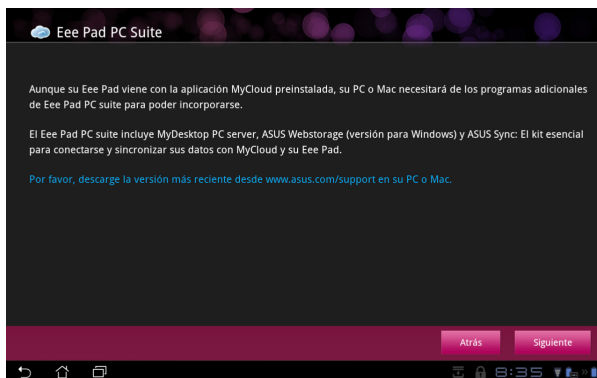 Eee Pad PC Suite
Aunque su Eee Pad viene con la aplicación MyCloud preinstalada, su PC o Mac necesitará de los programas adicionales
de Eee Pad PC suite para poder incorporarse.
El Eee Pad PC suite incluye MyDesktop PC server, ASUS Webstorage (versión para Windows) y ASUS Sync: El kit esencial
para conectarse y sincronizar sus datos con MyCloud y su Eee Pad.
Por favor, descarge la versión más reciente desde www.asus.com/support en su PC o Mac.
Atrás Siguiente
8:35